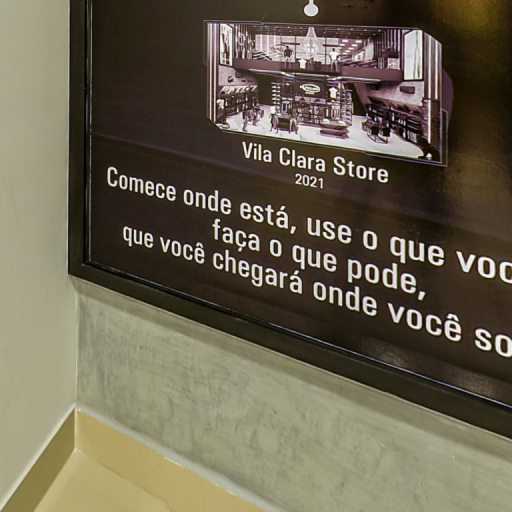 Vila Clara Store
2021
Comece onde está, use o que
faça o que pode,
que você chegará onde você